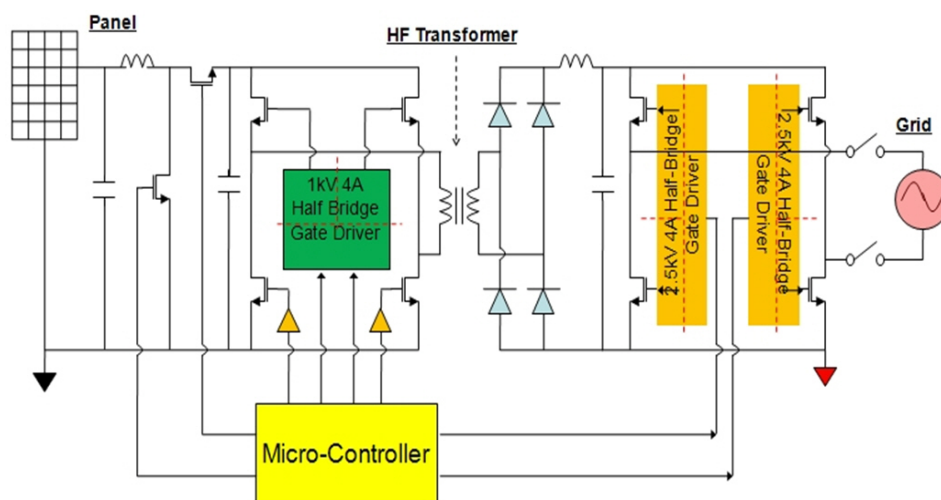 Panel
HF Transformer
Grid
1kV 4A
Half Bridge
Gate Driver
2.5kV 4A Half-Bridge
Gate Driver
2.5kV 4A Half-Bridge
Gate Driver
Micro-Controller